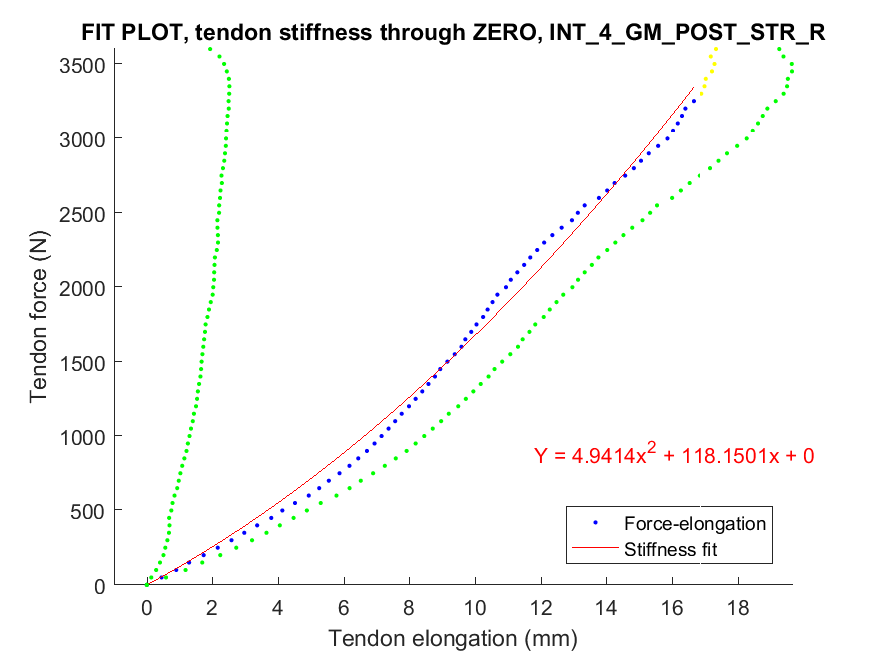 FIT PLOT, tendon stiffness through ZERO, INT_4_GM_POST_STR_R
3500
3000
2500
2000
1500
1000
500
0
Tendon force (N)
Y = 4.9414x² + 118.1501x + 0
Force-elongation
Stiffness fit
0 2 4 6 8 10 12 14 16 18
Tendon elongation (mm)